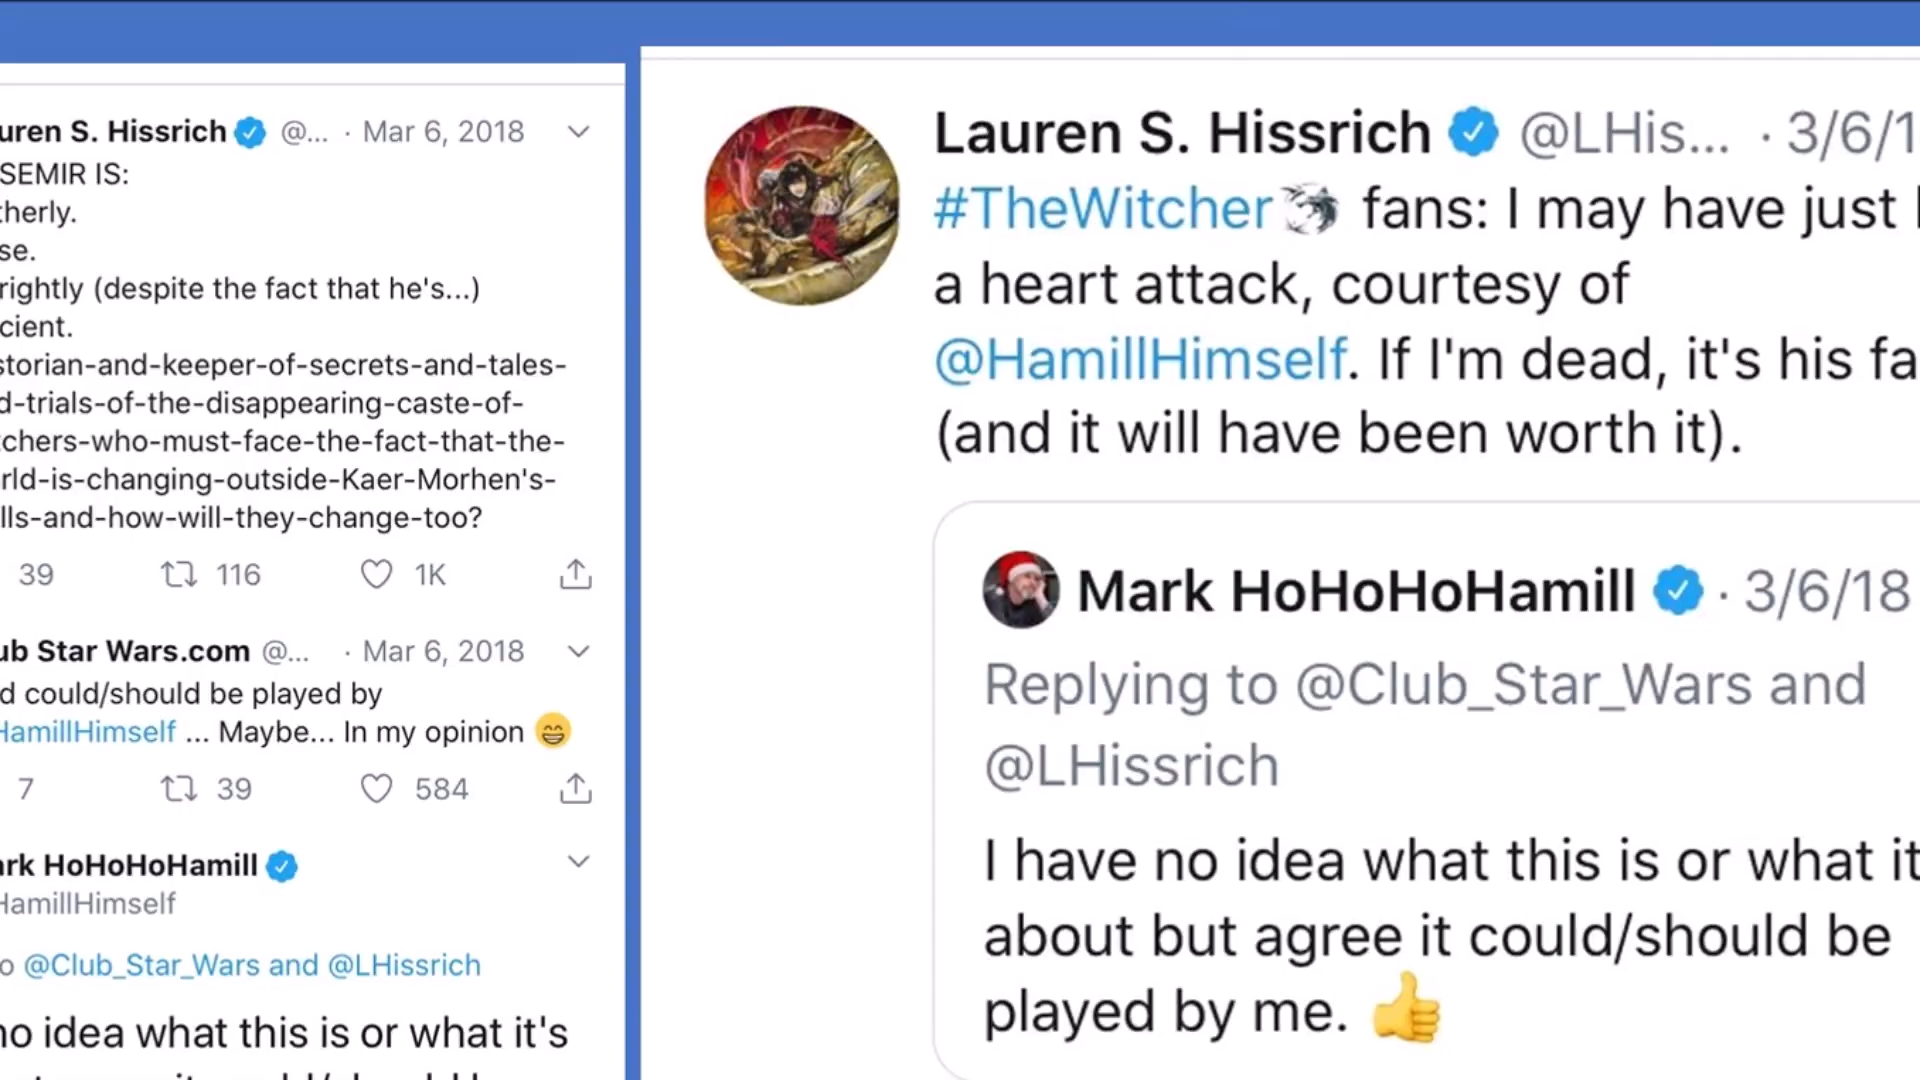 uren S. Hissrich @... · Mar 6, 2018
SEMIR IS:
therly.
se.
rightly (despite the fact that he's...)
cient.
storian-and-keeper-of-secrets-and-tales-
d-trials-of-the-disappearing-caste-of-
tchers-who-must-face-the-fact-that-the-
rld-is-changing-outside-Kaer-Morhen's-
lls-and-how-will-they-change-too?
39 116 1K
ub Star Wars.com @... · Mar 6, 2018
d could/should be played by
HamillHimself ... Maybe... In my opinion 😁
7 39 584
ark HoHoHoHamill
HamillHimself
o @Club_Star_Wars and @LHissrich
no idea what this is or what it's
Lauren S. Hissrich @LHis... · 3/6/1
#TheWitcher fans: I may have just
a heart attack, courtesy of
@HamillHimself. If I'm dead, it's his fa
(and it will have been worth it).
Mark HoHoHoHamill · 3/6/18
Replying to @Club_Star_Wars and
@LHissrich
I have no idea what this is or what it
about but agree it could/should be
played by me. 👍